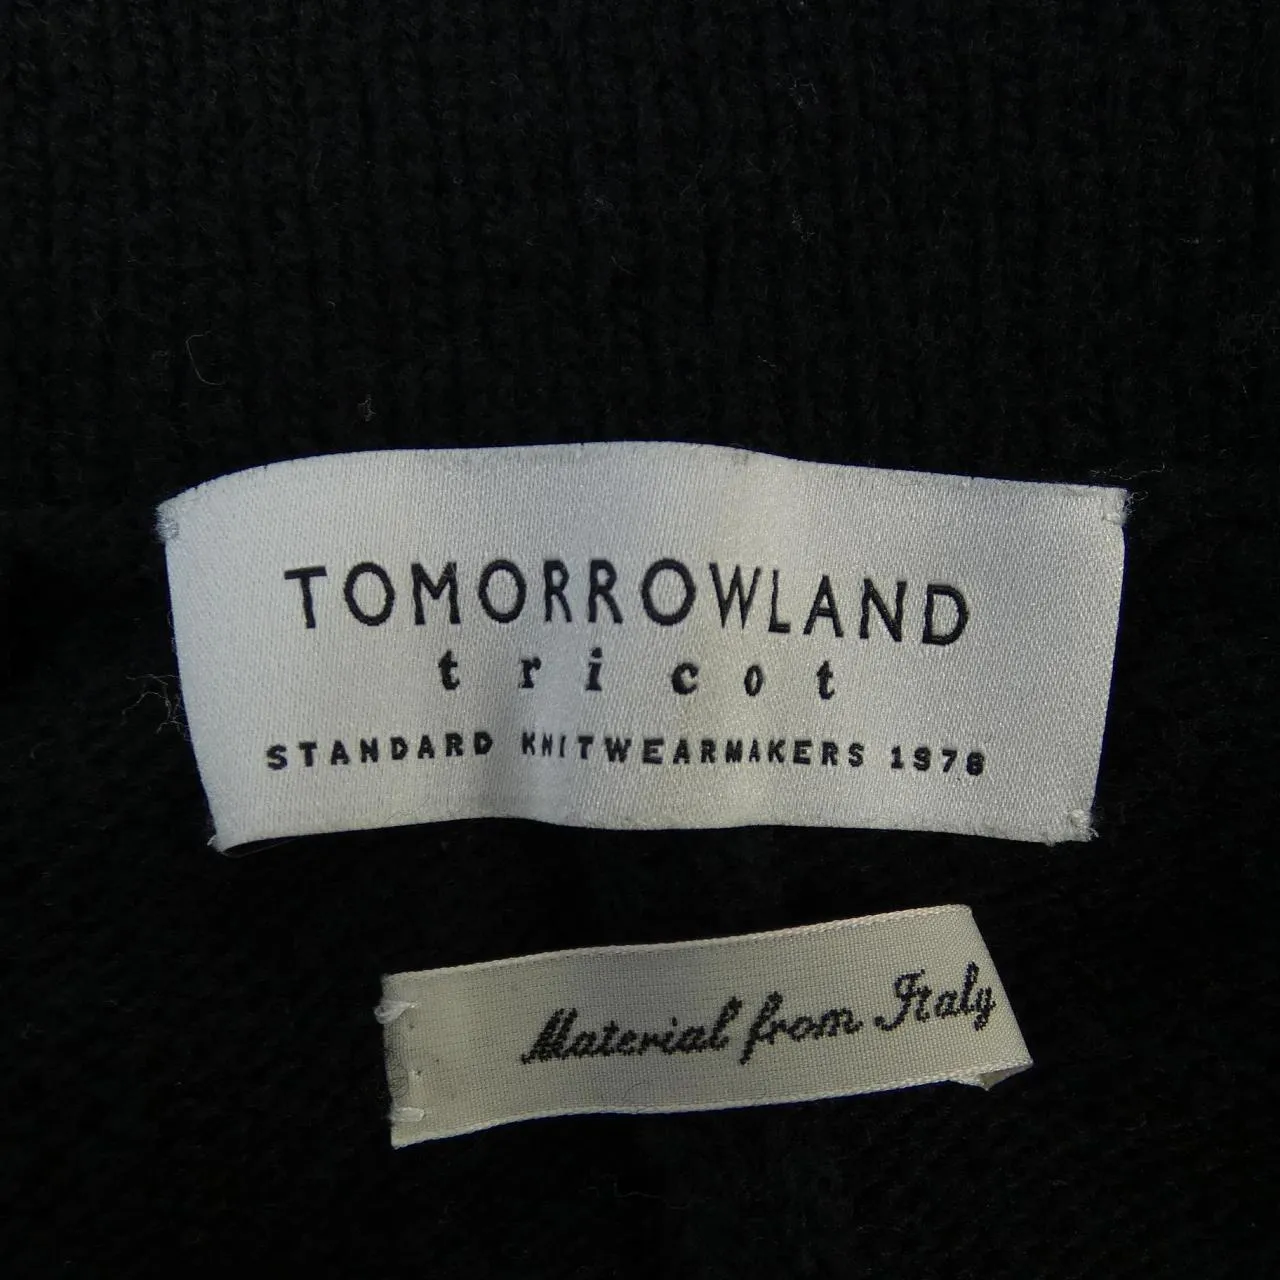 TOMORROWLAND
tricot
STANDARD KNITWEARMAKERS 1978
Material from Italy